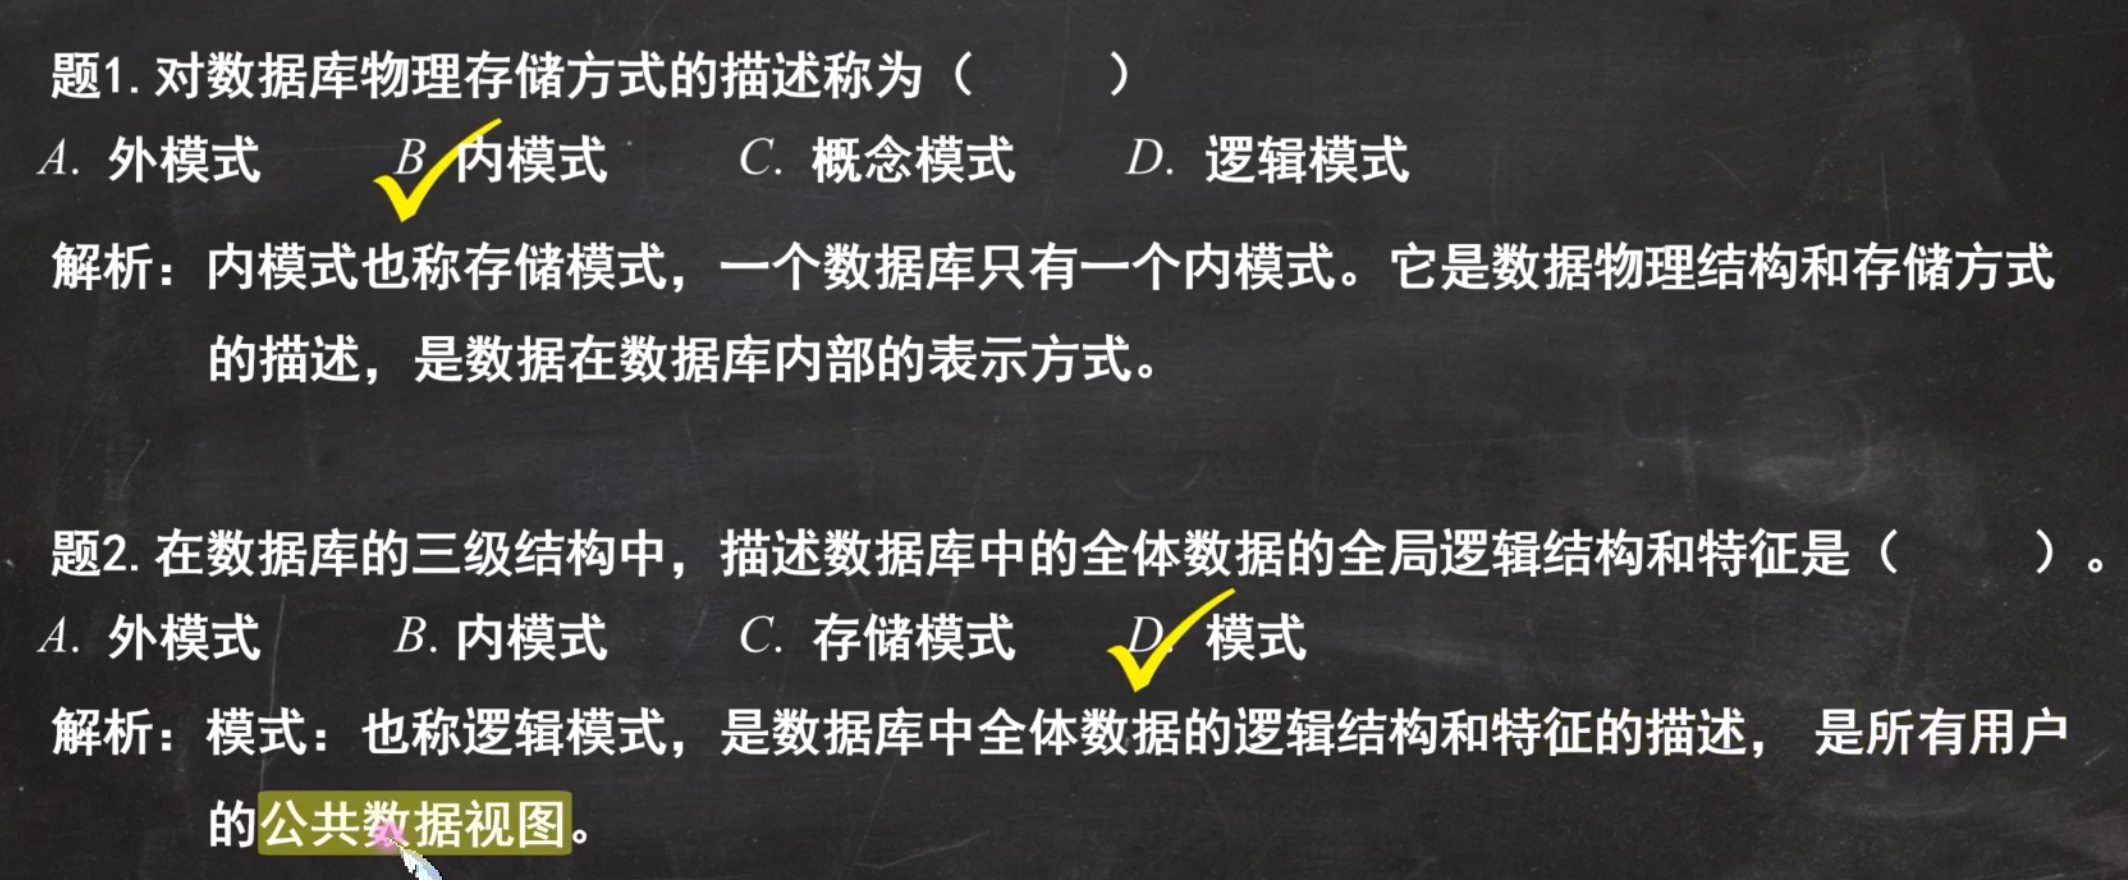 题1.对数据库物理存储方式的描述称为（　　）
A. 外模式　B. 内模式　C. 概念模式　D. 逻辑模式
解析：内模式也称存储模式，一个数据库只有一个内模式。它是数据物理结构和存储方式
的描述，是数据在数据库内部的表示方式。
题2.在数据库的三级结构中，描述数据库中的全体数据的全局逻辑结构和特征是（　　）。
A. 外模式　B. 内模式　C. 存储模式　D. 模式
解析：模式：也称逻辑模式，是数据库中全体数据的逻辑结构和特征的描述， 是所有用户
的公共数据视图。